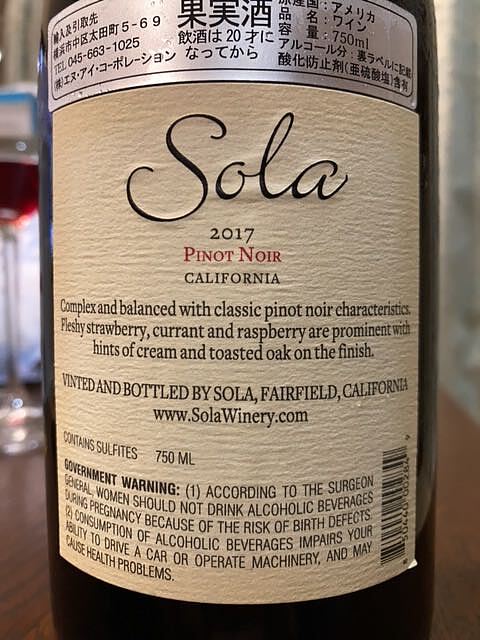 輸入及引取先
横浜市中区太田町5-69
TEL 045-663-1025
(株)エヌ・アイ・コーポレーション
果実酒
飲酒は20才に
なってから
原産国：アメリカ
品名：ワイン
容量：750ml
アルコール分：裏ラベルに記載
酸化防止剤(亜硫酸塩)含有
Sola
2017
PINOT NOIR
CALIFORNIA
Complex and balanced with classic pinot noir characteristics.
Fleshy strawberry, currant and raspberry are prominent with
hints of cream and toasted oak on the finish.
VINTED AND BOTTLED BY SOLA, FAIRFIELD, CALIFORNIA
www.SolaWinery.com
CONTAINS SULFITES 750 ML
GOVERNMENT WARNING: (1) ACCORDING TO THE SURGEON
GENERAL, WOMEN SHOULD NOT DRINK ALCOHOLIC BEVERAGES
DURING PREGNANCY BECAUSE OF THE RISK OF BIRTH DEFECTS.
(2) CONSUMPTION OF ALCOHOLIC BEVERAGES IMPAIRS YOUR
ABILITY TO DRIVE A CAR OR OPERATE MACHINERY, AND MAY
CAUSE HEALTH PROBLEMS.